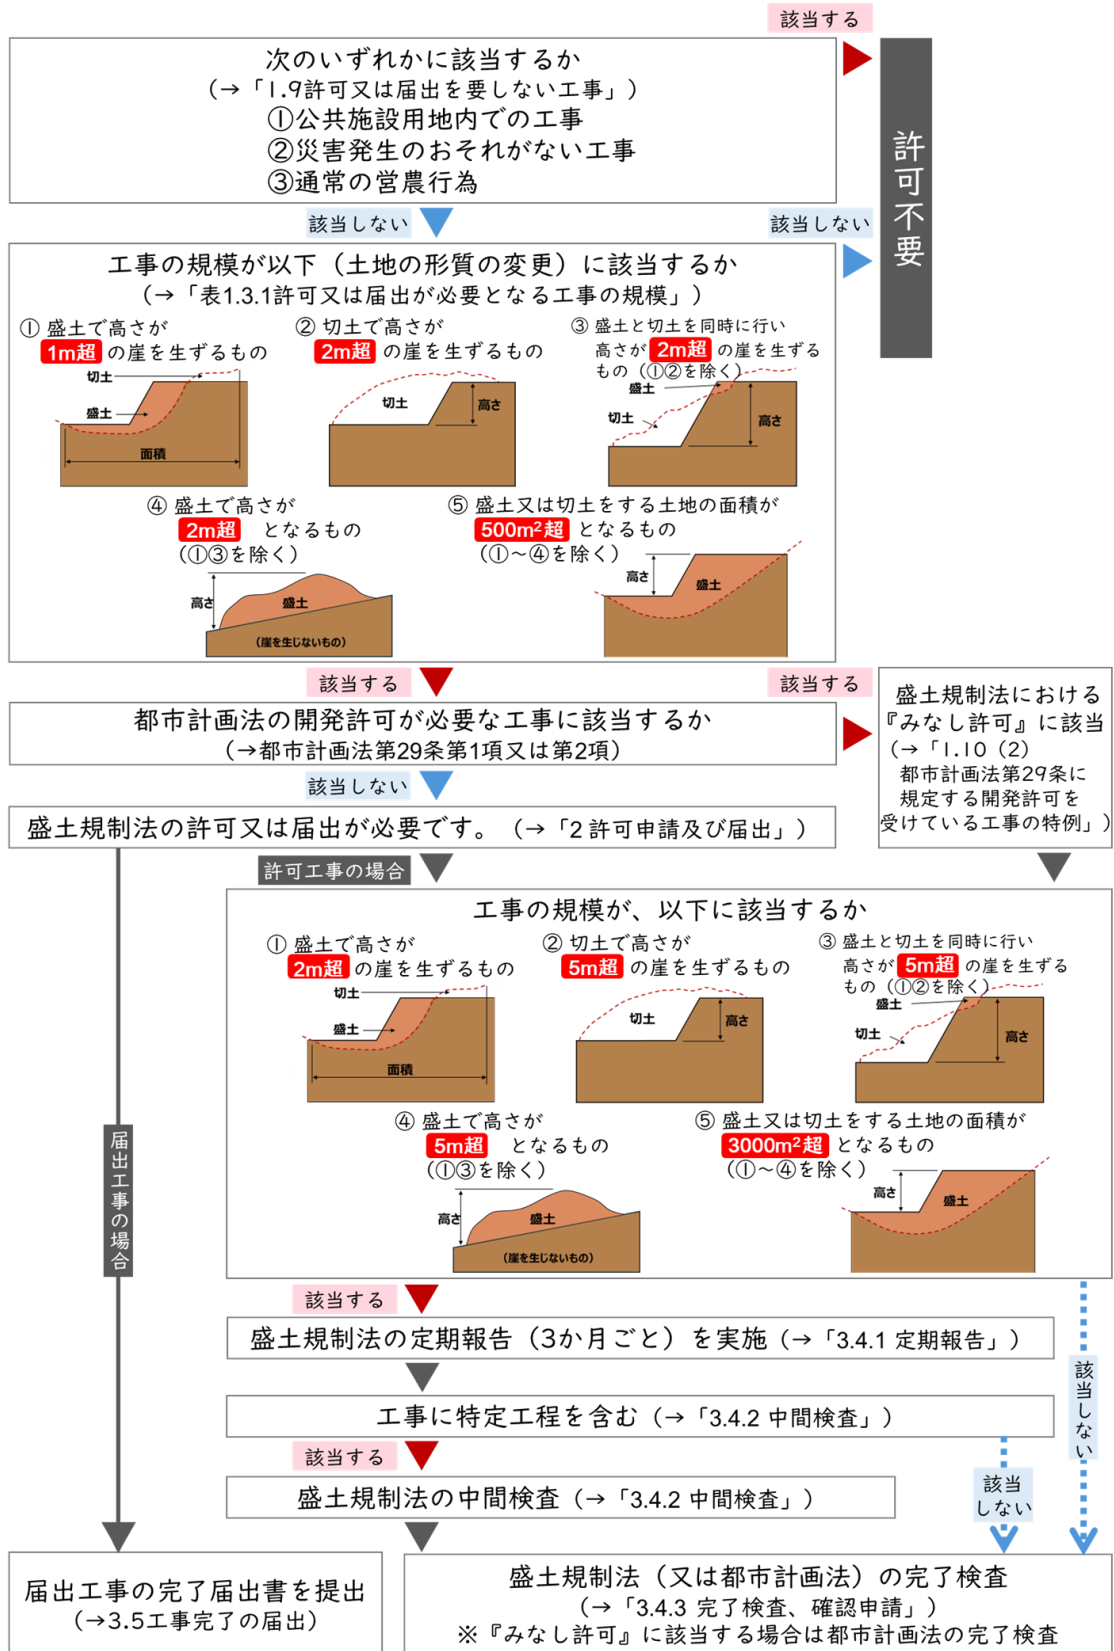 該当する
次のいずれかに該当するか
(→「1.9許可又は届出を要しない工事」)
①公共施設用地内での工事
②災害発生のおそれがない工事
③通常の営農行為
許可不要
該当しない
該当しない
工事の規模が以下(土地の形質の変更)に該当するか
(→「表1.3.1許可又は届出が必要となる工事の規模」)
① 盛土で高さが
1m超 の崖を生ずるもの
切土
盛土
面積
② 切土で高さが
2m超 の崖を生ずるもの
切土
高さ
③ 盛土と切土を同時に行い
高さが 2m超 の崖を生ずる
もの(①②を除く)
盛土
切土
高さ
④ 盛土で高さが
2m超 となるもの
(①③を除く)
高さ
盛土
(崖を生じないもの)
⑤ 盛土又は切土をする土地の面積が
500m²超 となるもの
(①~④を除く)
高さ
盛土
該当する
該当する
都市計画法の開発許可が必要な工事に該当するか
(→都市計画法第29条第1項又は第2項)
盛土規制法における
『みなし許可』に該当
(→「1.10(2)
都市計画法第29条に
規定する開発許可を
受けている工事の特例」)
該当しない
盛土規制法の許可又は届出が必要です。(→「2 許可申請及び届出」)
許可工事の場合
工事の規模が、以下に該当するか
① 盛土で高さが
2m超 の崖を生ずるもの
切土
盛土
面積
② 切土で高さが
5m超 の崖を生ずるもの
切土
高さ
③ 盛土と切土を同時に行い
高さが 5m超 の崖を生ずる
もの(①②を除く)
盛土
切土
高さ
④ 盛土で高さが
5m超 となるもの
(①③を除く)
高さ
盛土
(崖を生じないもの)
⑤ 盛土又は切土をする土地の面積が
3000m²超 となるもの
(①~④を除く)
高さ
盛土
届出工事の場合
該当する
盛土規制法の定期報告(3か月ごと)を実施(→「3.4.1 定期報告」)
該当しない
工事に特定工程を含む(→「3.4.2 中間検査」)
該当する
該当
しない
盛土規制法の中間検査(→「3.4.2 中間検査」)
届出工事の完了届出書を提出
(→3.5工事完了の届出)
盛土規制法(又は都市計画法)の完了検査
(→「3.4.3 完了検査、確認申請」)
※『みなし許可』に該当する場合は都市計画法の完了検査